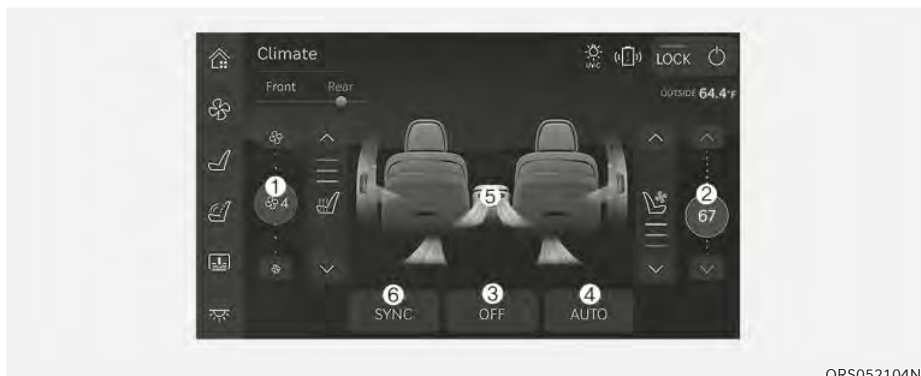 Climate
UV-C
LOCK
Front Rear
OUTSIDE 64.4°F
1
4
5
2
67
6
3
4
SYNC
OFF
AUTO
ORS052104N